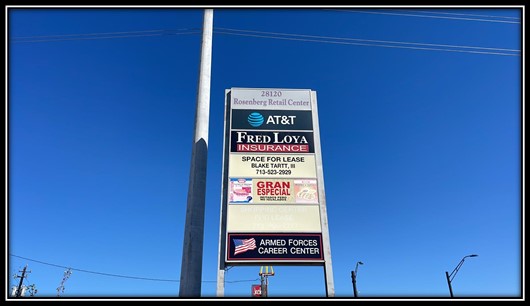 28120
Rosenberg Retail Center
AT&T
FRED LOYA
INSURANCE
SPACE FOR LEASE
BLAKE TARTT, III
713-523-2929
GRAN
ESPECIAL
ARMED FORCES
CAREER CENTER